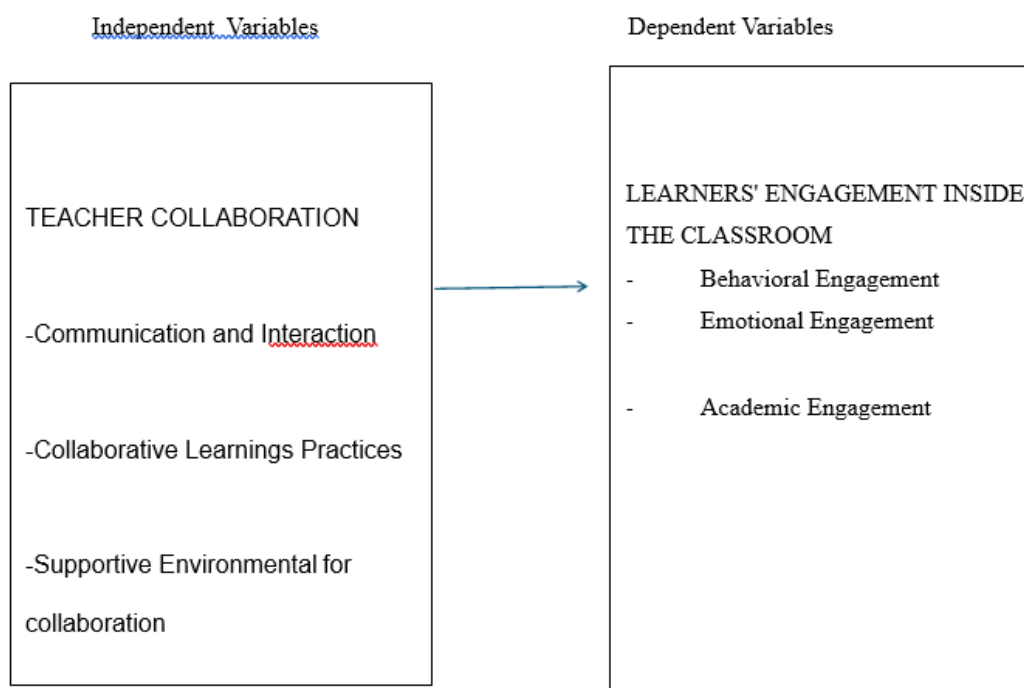 Independent Variables
Dependent Variables
TEACHER COLLABORATION
-Communication and Interaction
-Collaborative Learnings Practices
-Supportive Environmental for
collaboration
LEARNERS' ENGAGEMENT INSIDE
THE CLASSROOM
- Behavioral Engagement
- Emotional Engagement
- Academic Engagement